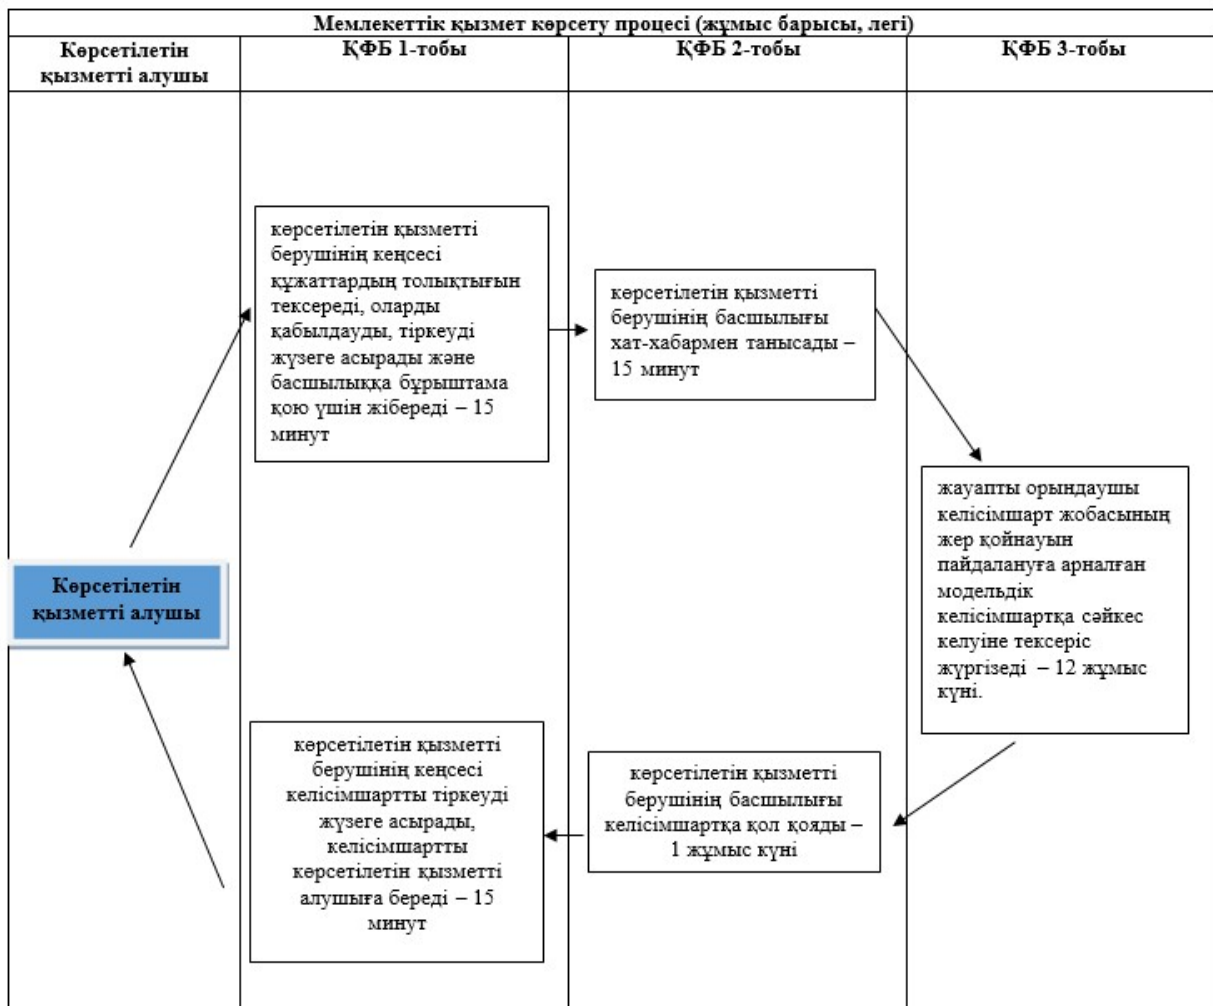 Мемлекеттік қызмет көрсету процесі (жұмыс барысы, легі)
Көрсетілетін
қызметті алушы
ҚФБ 1-тобы
ҚФБ 2-тобы
ҚФБ 3-тобы
көрсетілетін қызметті
берушінің кеңсесі
құжаттардың толықтығын
тексереді, оларды
қабылдауды, тіркеуді
жүзеге асырады және
басшылыққа бұрыштама
қою үшін жібереді – 15
минут
көрсетілетін қызметті
берушінің басшылығы
хат-хабармен танысады –
15 минут
жауапты орындаушы
келісімшарт жобасының
жер қойнауын
пайдалануға арналған
модельдік
келісімшартқа сәйкес
келуіне тексеріс
жүргізеді – 12 жұмыс
күні.
Көрсетілетін
қызметті алушы
көрсетілетін қызметті
берушінің басшылығы
келісімшартқа қол қояды –
1 жұмыс күні
көрсетілетін қызметті
берушінің кеңсесі
келісімшартты тіркеуді
жүзеге асырады,
келісімшартты
көрсетілетін қызметті
алушыға береді – 15
минут